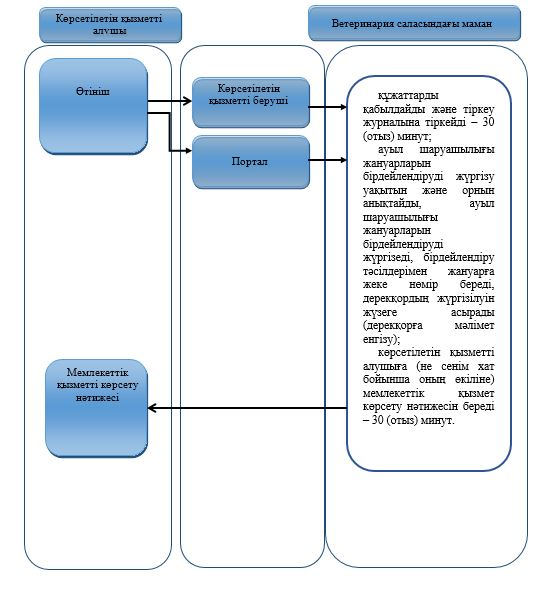 Көрсетілетін қызметті
алушы
Ветеринария саласындағы маман
Өтініш
Көрсетілетін
қызметті беруші
Портал
құжаттарды
қабылдайды және тіркеу
журналына тіркейді – 30
(отыз) минут;
ауыл шаруашылығы
жануарларын
бірдейлендіруді жүргізу
уақытын және орнын
анықтайды, ауыл
шаруашылығы
жануарларын
бірдейлендіруді
жүргізеді, бірдейлендіру
тәсілдерімен жануарға
жеке нөмір береді,
дерекқордың жүргізілуін
жүзеге асырады
(дерекқорға мәлімет
енгізу);
көрсетілетін қызметті
алушыға (не сенім хат
бойынша оның өкіліне)
мемлекеттік қызмет
көрсету нәтижесін береді
– 30 (отыз) минут.
Мемлекеттік
қызметті көрсету
нәтижесі